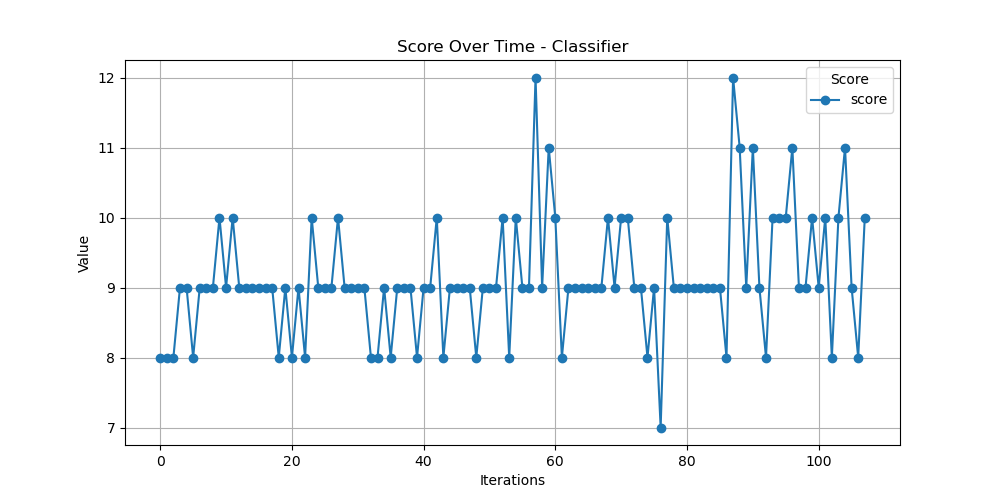 Score Over Time - Classifier
12
11
10
9
8
7
Value
Score
score
0 20 40 60 80 100
Iterations